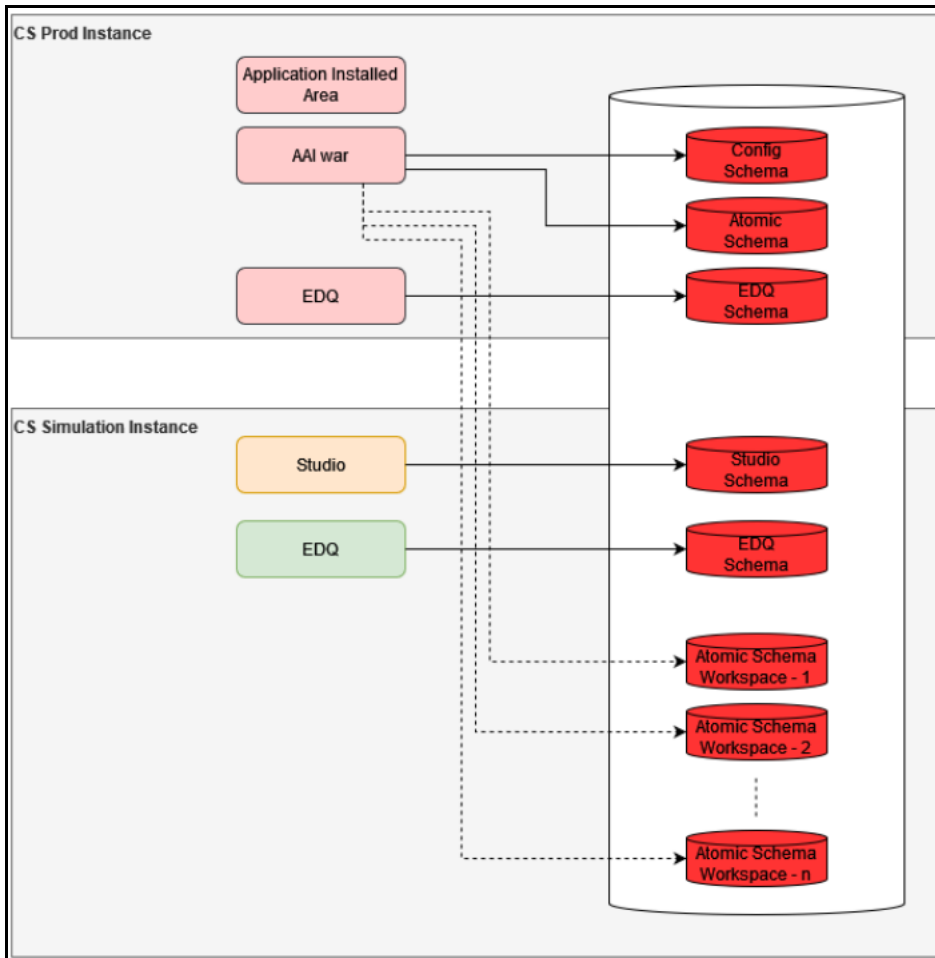 CS Prod Instance
Application Installed
Area
AAI war
Config
Schema
Atomic
Schema
EDQ
EDQ
Schema
CS Simulation Instance
Studio
Studio
Schema
EDQ
EDQ
Schema
Atomic Schema
Workspace - 1
Atomic Schema
Workspace - 2
Atomic Schema
Workspace - n